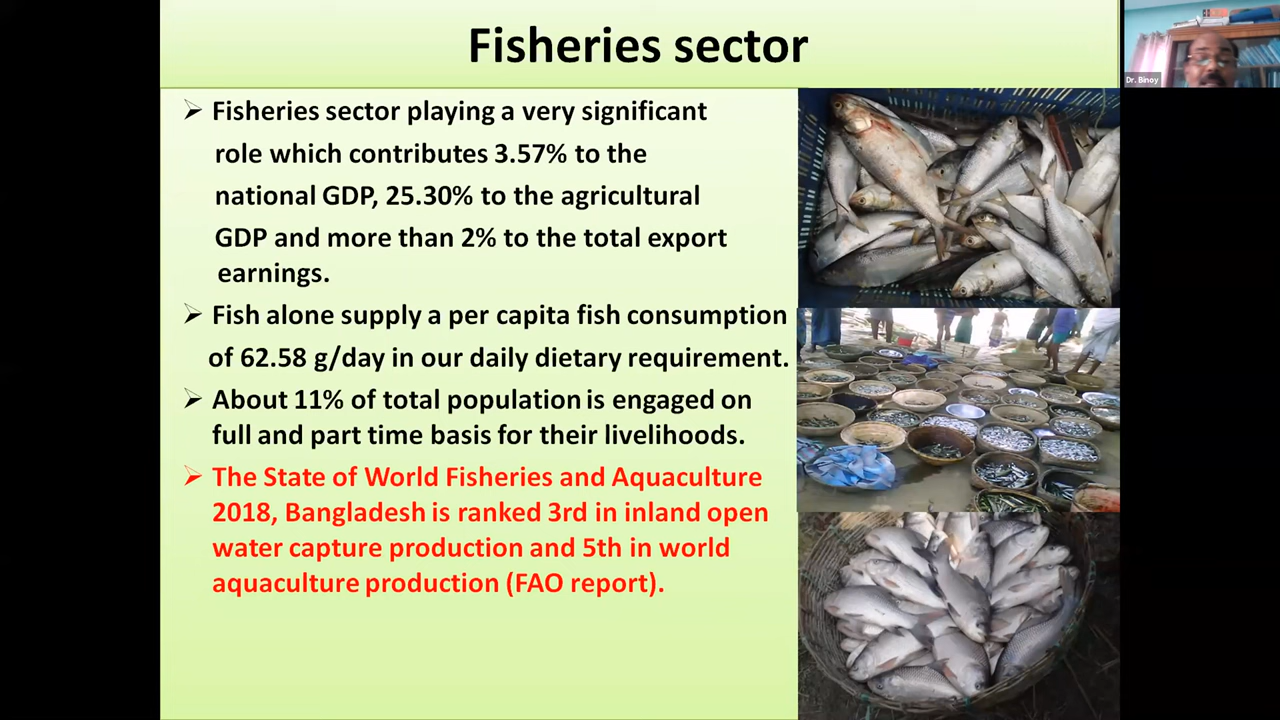 Fisheries sector
➢ Fisheries sector playing a very significant
role which contributes 3.57% to the
national GDP, 25.30% to the agricultural
GDP and more than 2% to the total export
earnings.
➢ Fish alone supply a per capita fish consumption
of 62.58 g/day in our daily dietary requirement.
➢ About 11% of total population is engaged on
full and part time basis for their livelihoods.
➢ The State of World Fisheries and Aquaculture
2018, Bangladesh is ranked 3rd in inland open
water capture production and 5th in world
aquaculture production (FAO report).
Dr. Binoy